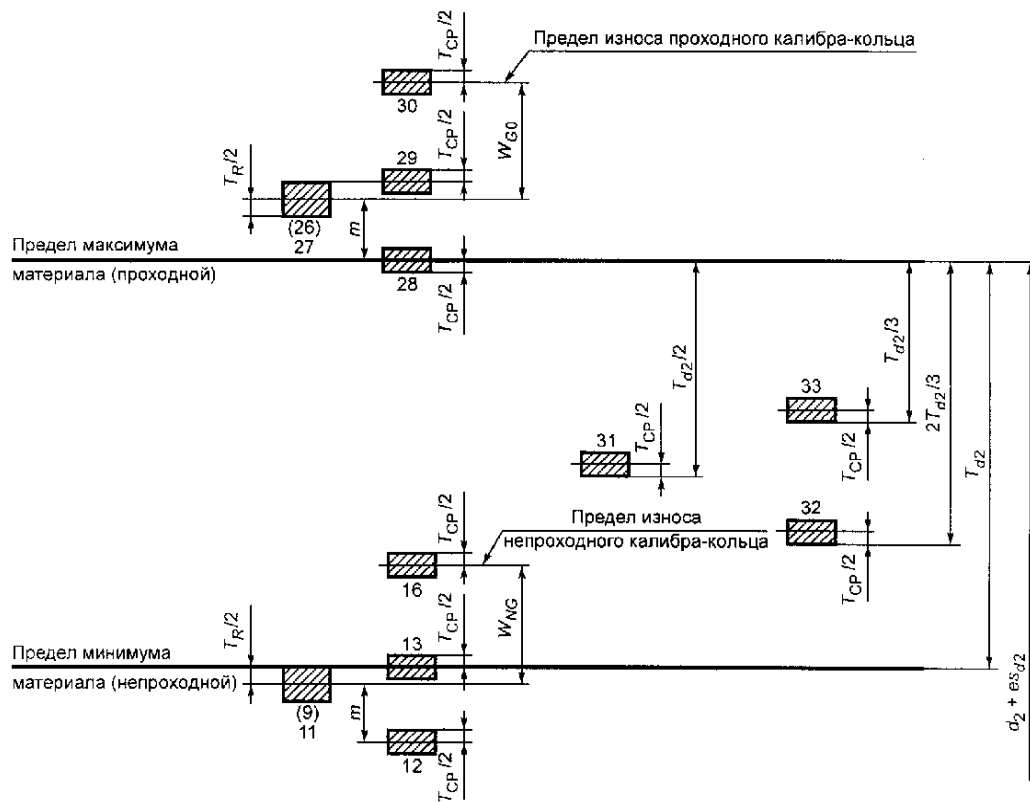 T_CP/2
Предел износа проходного калибра-кольца
30
W_G0
T_CP/2
29
T_R/2
(26)
27
m
Предел максимума
материала (проходной)
28
T_CP/2
T_d2/2
T_d2/3
33
T_CP/2
2T_d2/3
T_d2
31
T_CP/2
32
T_CP/2
T_CP/2
Предел износа
непроходного калибра-кольца
16
W_NG
T_CP/2
13
T_R/2
Предел минимума
материала (непроходной)
(9)
11
m
12
T_CP/2
d_2 + es_d2